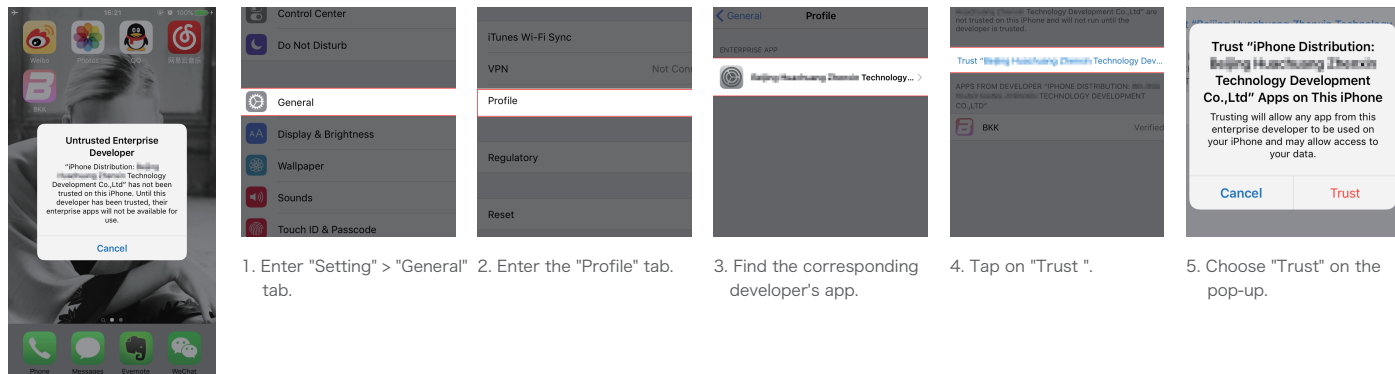 16:21
100%
Weibo
Photos
QQ
网易云音乐
BKK
Untrusted Enterprise
Developer
"iPhone Distribution:
Technology
Development Co.,Ltd" has not been
trusted on this iPhone. Until this
developer has been trusted, their
enterprise apps will not be available for
use.
Cancel
Phone
Messages
Evernote
WeChat
Control Center
Do Not Disturb
General
Display & Brightness
Wallpaper
Sounds
Touch ID & Passcode
1. Enter "Setting" > "General"
tab.
iTunes Wi-Fi Sync
VPN
Not Con
Profile
Regulatory
Reset
2. Enter the "Profile" tab.
General
Profile
ENTERPRISE APP
Technology...
3. Find the corresponding
developer's app.
Technology Development Co.,Ltd" are
not trusted on this iPhone and will not run until the
developer is trusted.
Trust "
Technology Dev...
APPS FROM DEVELOPER "IPHONE DISTRIBUTION:
TECHNOLOGY DEVELOPMENT
CO.,LTD"
BKK
Verified
4. Tap on "Trust ".
Trust "iPhone Distribution:
Technology Development
Co.,Ltd" Apps on This iPhone
Trusting will allow any app from this
enterprise developer to be used on
your iPhone and may allow access to
your data.
Cancel
Trust
5. Choose "Trust" on the
pop-up.